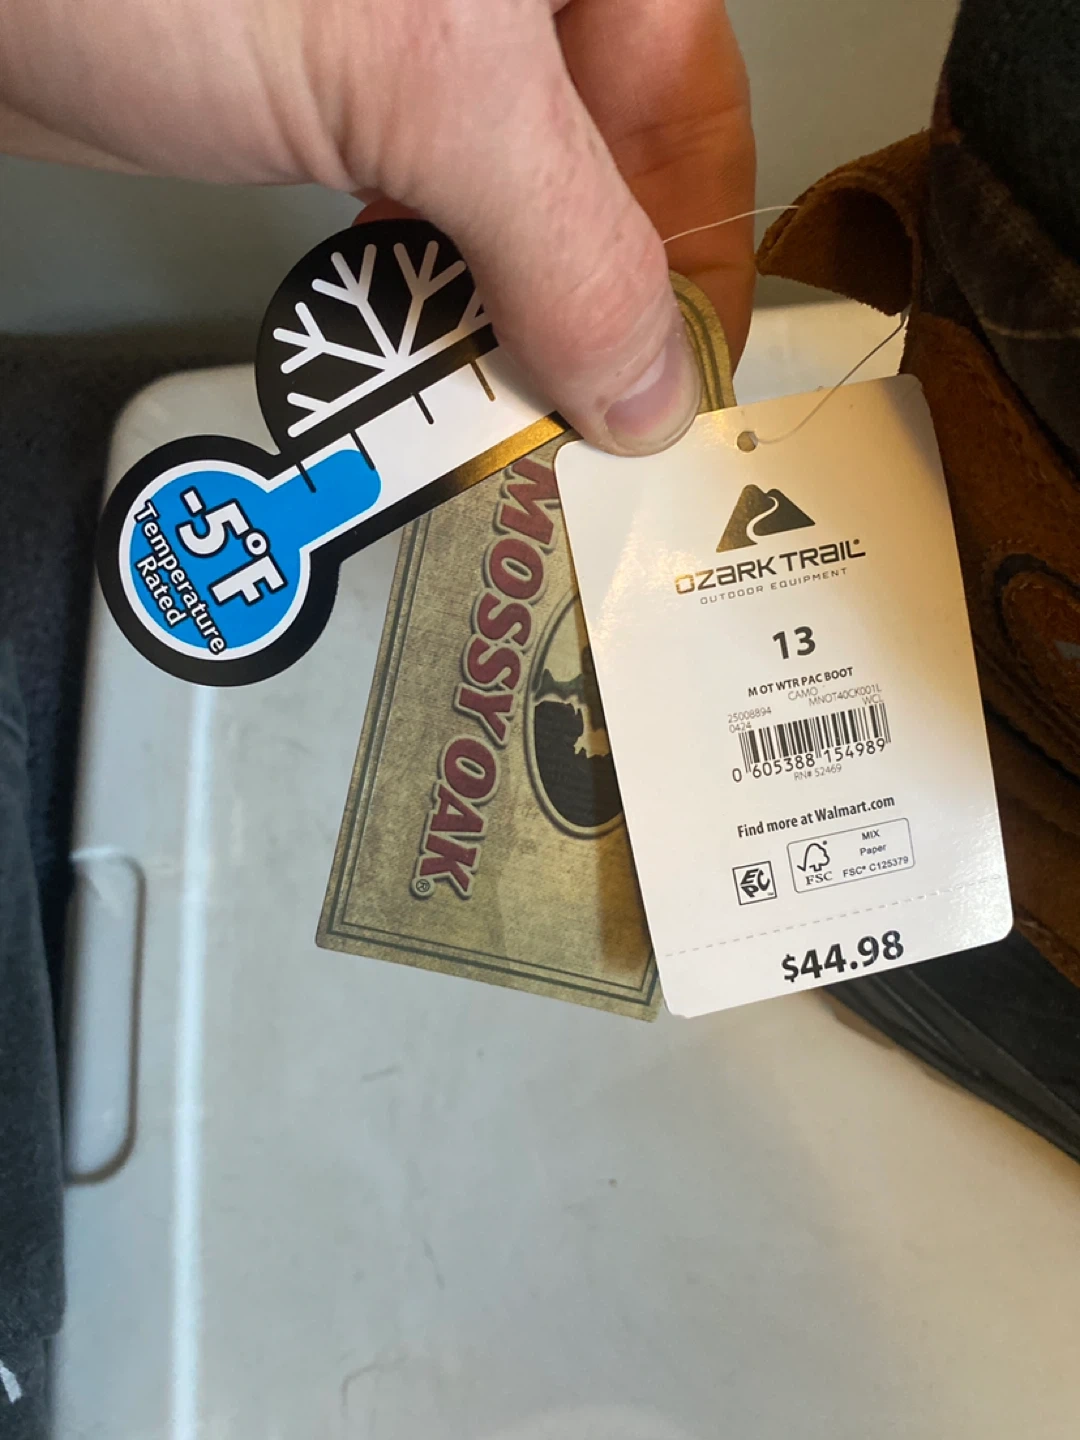 -5°F
Temperature
Rated
MOSSY OAK®
OZARK TRAIL®
OUTDOOR EQUIPMENT
13
M OT WTR PAC BOOT
CAMO
25008894 MNOT40CK001L
0424 WCL
0 605388 154989
RN# 52469
Find more at Walmart.com
EPC™
FSC®
MIX
Paper
FSC® C125379
$44.98